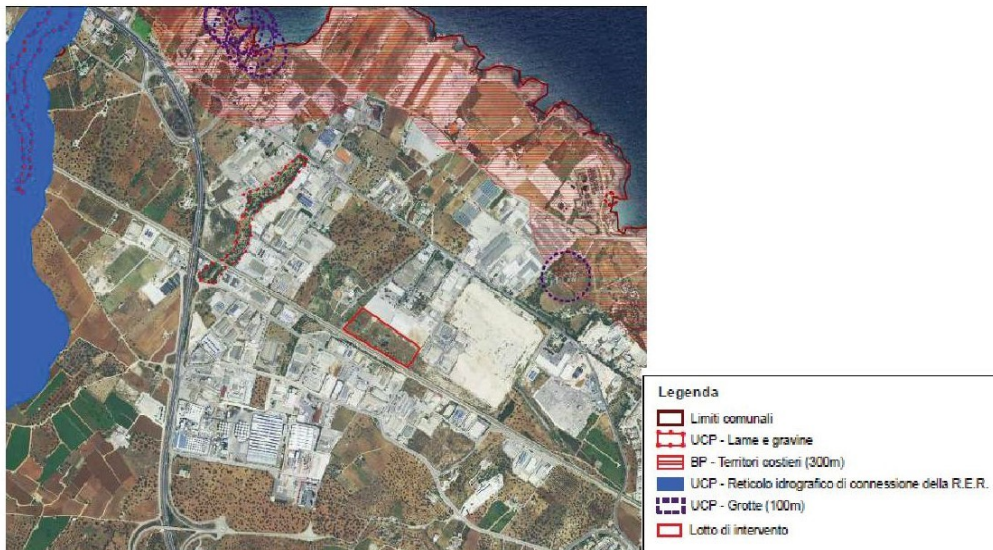 Legenda
Limiti comunali
UCP - Lame e gravine
BP - Territori costieri (300m)
UCP - Reticolo idrografico di connessione della R.E.R.
UCP - Grotte (100m)
Lotto di intervento